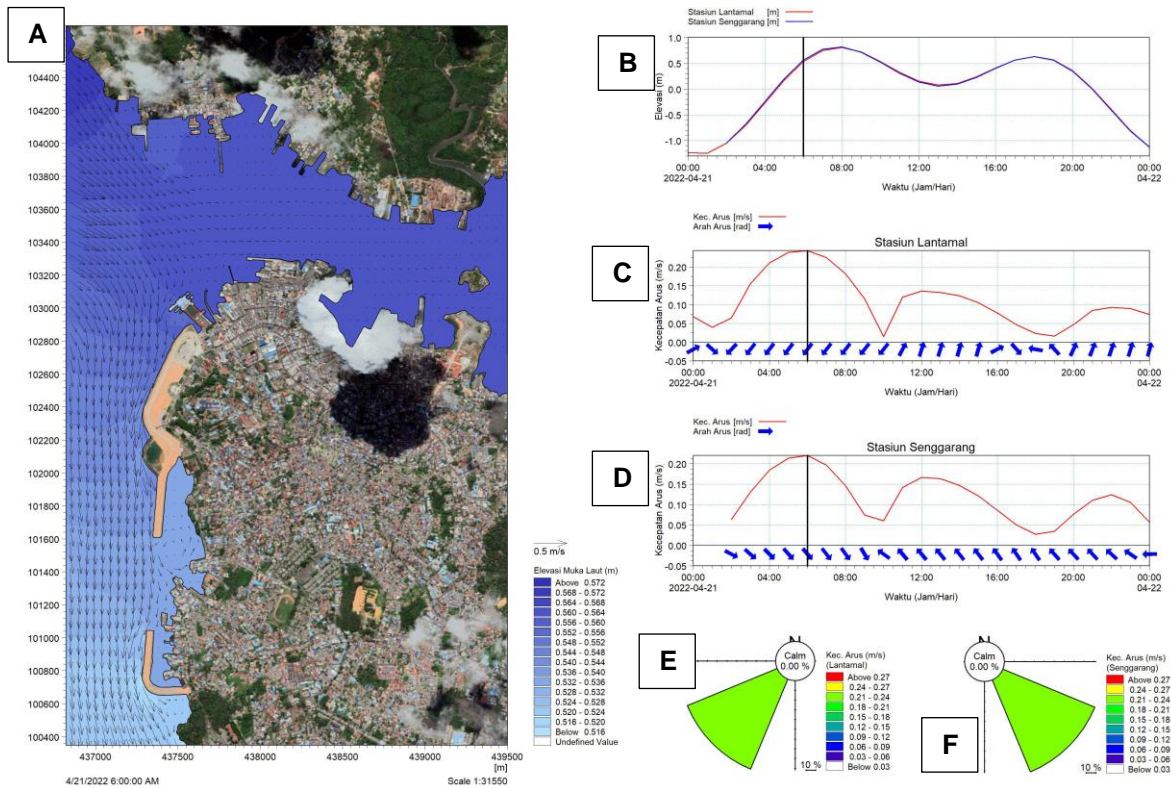 A
104400
104200
104000
103800
103600
103400
103200
103000
102800
102600
102400
102200
102000
101800
101600
101400
101200
101000
100800
100600
100400
437000 437500 438000 438500 439000 439500
[m]
4/21/2022 6:00:00 AM Scale 1:31550
0.5 m/s
Elevasi Muka Laut (m)
Above 0.572
0.568 - 0.572
0.564 - 0.568
0.560 - 0.564
0.556 - 0.560
0.552 - 0.556
0.548 - 0.552
0.544 - 0.548
0.540 - 0.544
0.536 - 0.540
0.532 - 0.536
0.528 - 0.532
0.524 - 0.528
0.520 - 0.524
0.516 - 0.520
Below 0.516
Undefined Value
B
Stasiun Lantamal [m]
Stasiun Senggarang [m]
Elevasi (m)
1.0
0.5
0.0
-0.5
-1.0
00:00 04:00 08:00 12:00 16:00 20:00 00:00
2022-04-21 04-22
Waktu (Jam/Hari)
C
Kec. Arus [m/s]
Arah Arus [rad]
Stasiun Lantamal
Kecepatan Arus (m/s)
0.20
0.15
0.10
0.05
0.00
-0.05
00:00 04:00 08:00 12:00 16:00 20:00 00:00
2022-04-21 04-22
Waktu (Jam/Hari)
D
Kec. Arus [m/s]
Arah Arus [rad]
Stasiun Senggarang
Kecepatan Arus (m/s)
0.20
0.15
0.10
0.05
0.00
-0.05
00:00 04:00 08:00 12:00 16:00 20:00 00:00
2022-04-21 04-22
Waktu (Jam/Hari)
E
N
Calm
0.00 %
10 %
Kec. Arus (m/s)
(Lantamal)
Above 0.27
0.24 - 0.27
0.21 - 0.24
0.18 - 0.21
0.15 - 0.18
0.12 - 0.15
0.09 - 0.12
0.06 - 0.09
0.03 - 0.06
Below 0.03
F
N
Calm
0.00 %
10 %
Kec. Arus (m/s)
(Senggarang)
Above 0.27
0.24 - 0.27
0.21 - 0.24
0.18 - 0.21
0.15 - 0.18
0.12 - 0.15
0.09 - 0.12
0.06 - 0.09
0.03 - 0.06
Below 0.03